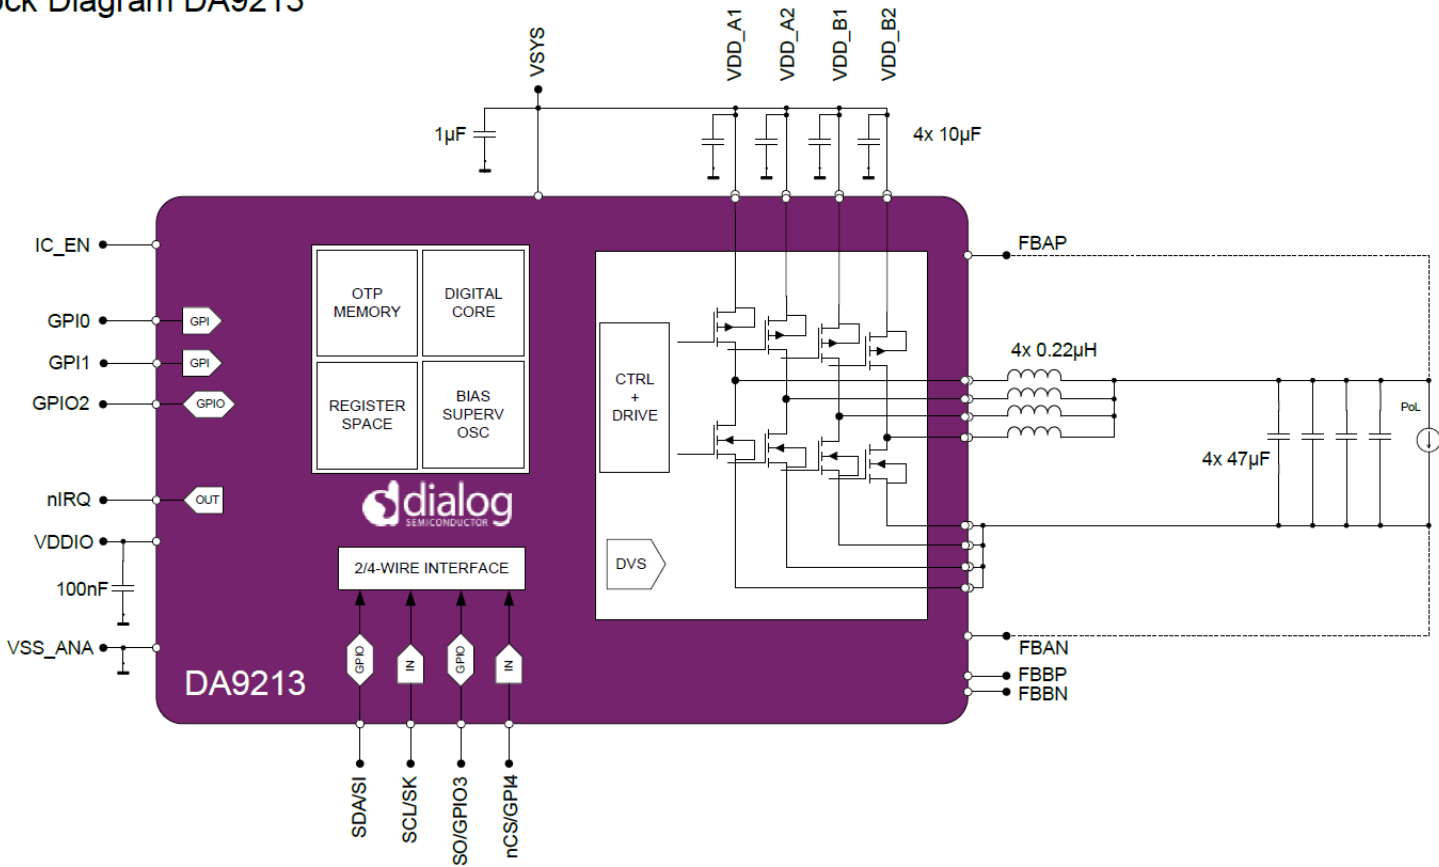 ock Diagram DA9213
VSYS
VDD_A1
VDD_A2
VDD_B1
VDD_B2
1µF
4x 10µF
IC_EN
GPI0
GPI
GPI1
GPI
GPIO2
GPIO
nIRQ
OUT
VDDIO
100nF
VSS_ANA
OTP
MEMORY
DIGITAL
CORE
REGISTER
SPACE
BIAS
SUPERV
OSC
dialog
SEMICONDUCTOR
2/4-WIRE INTERFACE
GPIO
IN
GPIO
IN
DA9213
SDA/SI
SCL/SK
SO/GPIO3
nCS/GPI4
CTRL
+
DRIVE
DVS
FBAP
4x 0.22µH
4x 47µF
PoL
FBAN
FBBP
FBBN